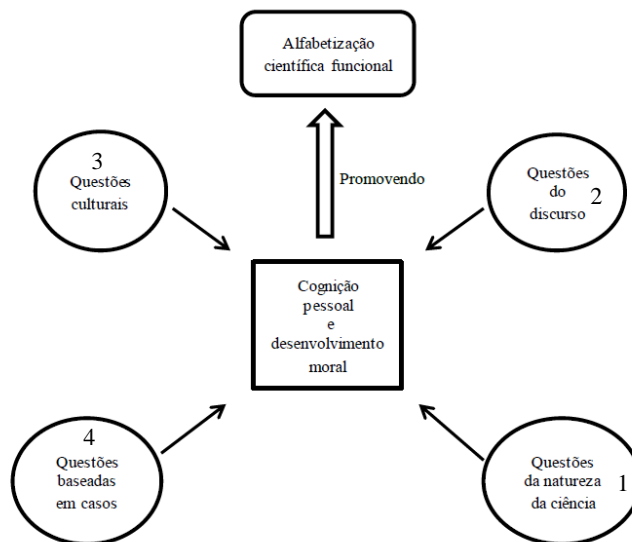 Alfabetização
científica funcional
Promovendo
3
Questões
culturais
Questões
do
discurso 2
Cognição
pessoal
e
desenvolvimento
moral
4
Questões
baseadas
em casos
Questões
da natureza
da ciência 1